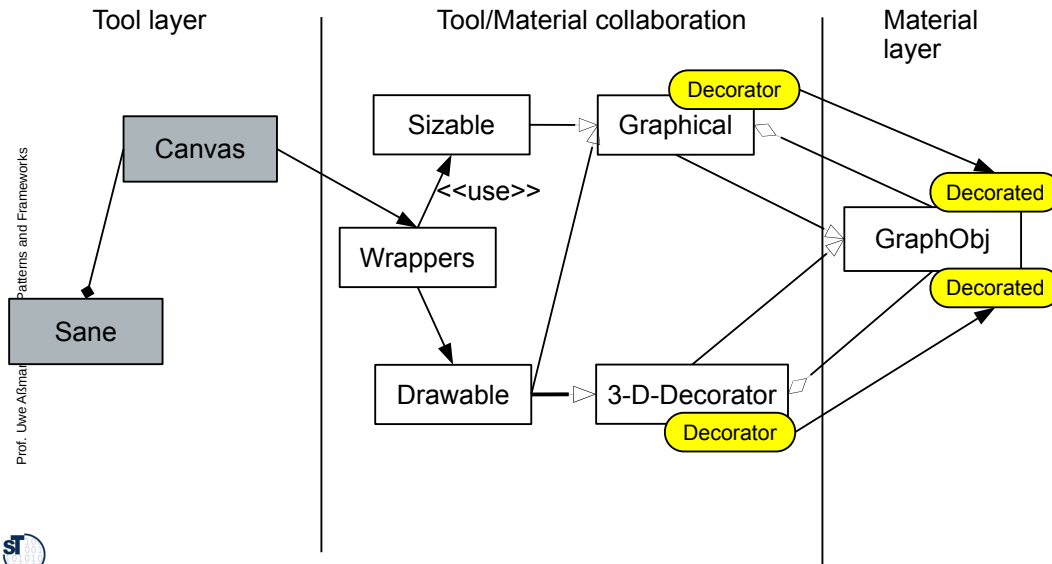 Tool layer
Tool/Material collaboration
Material
layer
Decorator
Sizable
Graphical
Canvas
<<use>>
Decorated
GraphObj
Wrappers
Decorated
Sane
Drawable
3-D-Decorator
Decorator
Prof. Uwe
Patterns and Frameworks
ST